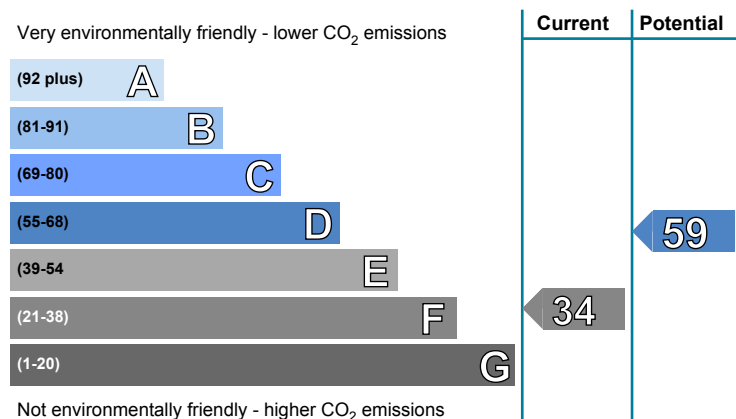 Very environmentally friendly - lower CO2 emissions
Current
Potential
(92 plus) A
(81-91) B
(69-80) C
(55-68) D
59
(39-54 E
(21-38) F
34
(1-20) G
Not environmentally friendly - higher CO2 emissions